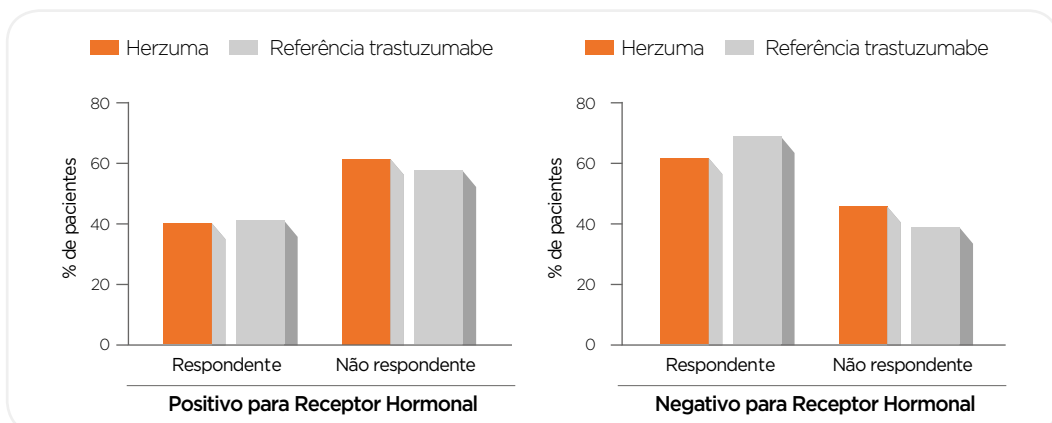 Herzuma Referência trastuzumabe
% de pacientes
80
60
40
20
0
Respondente Não respondente
Positivo para Receptor Hormonal
Herzuma Referência trastuzumabe
% de pacientes
80
60
40
20
0
Respondente Não respondente
Negativo para Receptor Hormonal